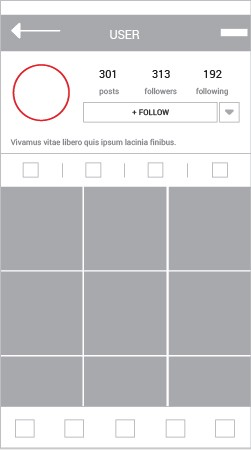 USER
301 313 192
posts followers following
+ FOLLOW
Vivamus vitae libero quis ipsum lacinia finibus.